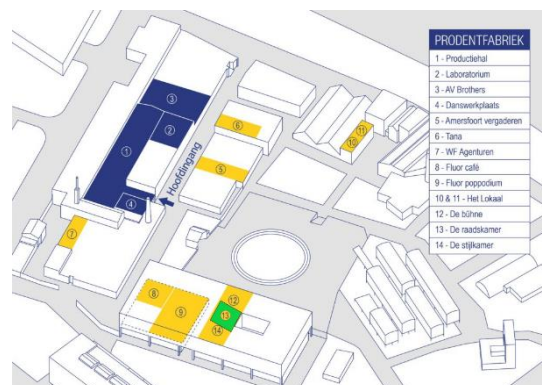 PRODENTFABRIEK
1 - Productiehal
2 - Laboratorium
3 - AV Brothers
4 - Danswerkplaats
5 - Amersfoort vergaderen
6 - Tana
7 - WF Agenturen
8 - Fluor café
9 - Fluor poppodium
10 & 11 - Het Lokaal
12 - De bühne
13 - De raadskamer
14 - De stijlkamer
3
6
11
10
2
1
5
Hoofdingang
4
7
8
9
12
13
14